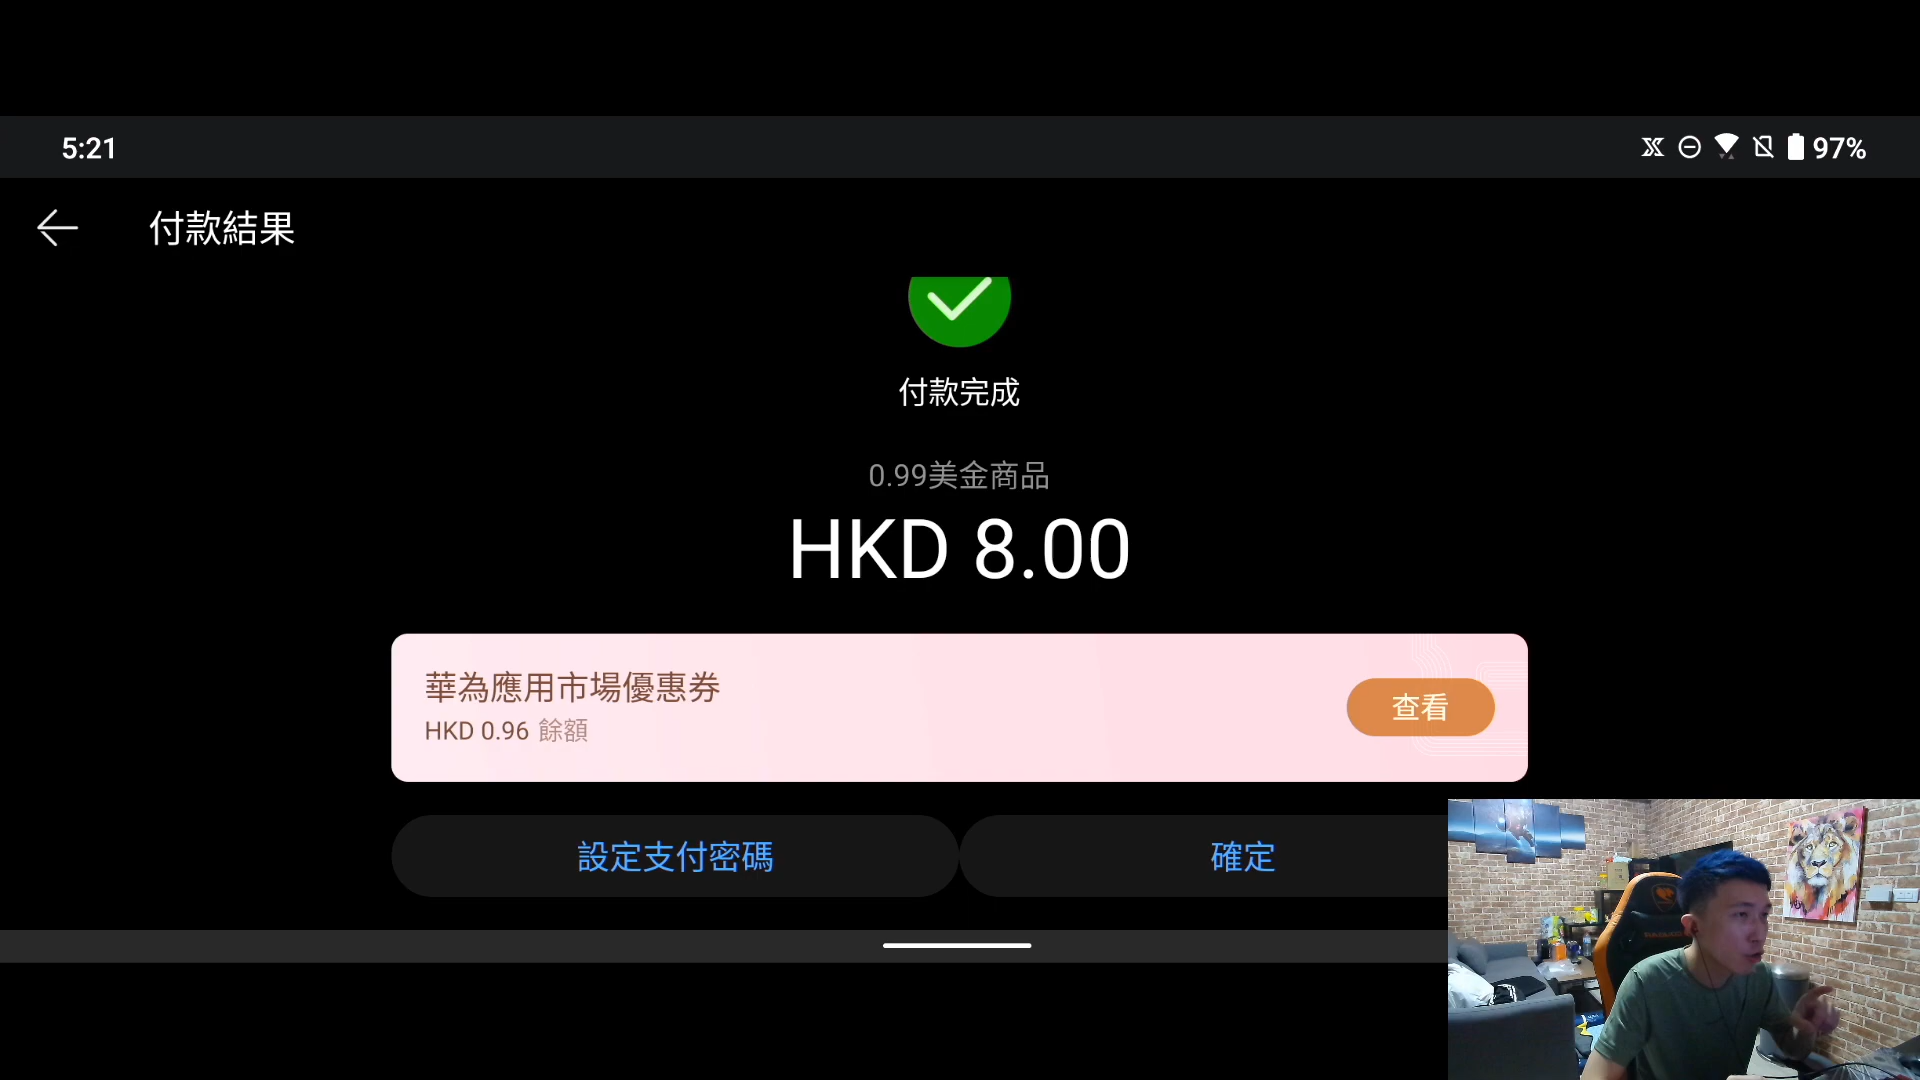 5:21
97%
付款結果
付款完成
0.99美金商品
HKD 8.00
華為應用市場優惠券
HKD 0.96 餘額
查看
設定支付密碼
確定